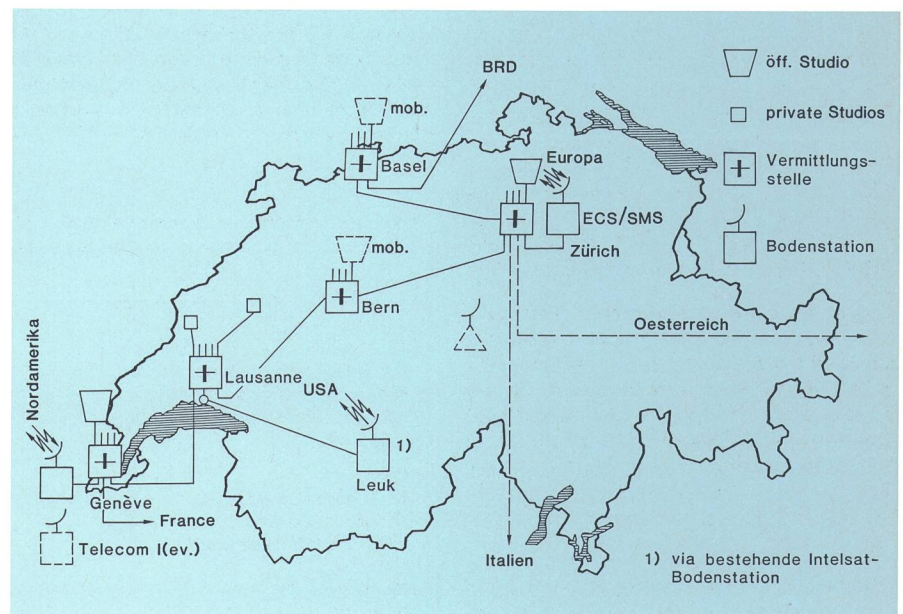 BRD
öff. Studio
mob.
private Studios
Basel
Europa
Vermittlungs-
stelle
ECS/SMS
Zürich
mob.
Bodenstation
Bern
Oesterreich
Nordamerika
Lausanne
USA
1)
Leuk
Genève
France
Telecom I(ev.)
Italien
1) via bestehende Intelsat-
Bodenstation